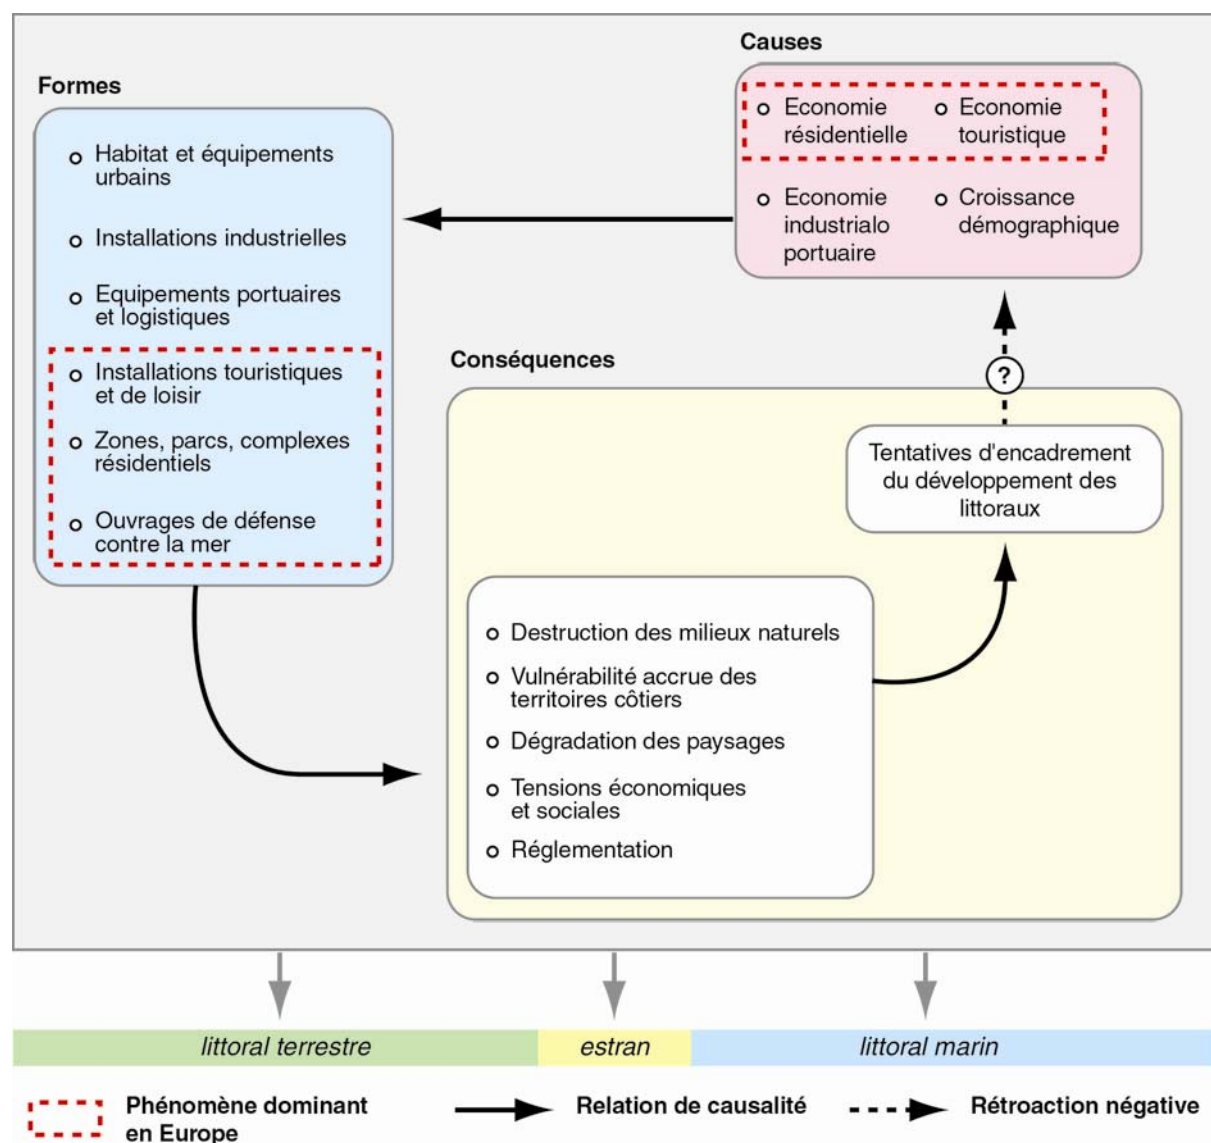 Causes
Economie
résidentielle
Economie
touristique
Economie
industrialo
portuaire
Croissance
démographique
Formes
Habitat et équipements
urbains
Installations industrielles
Equipements portuaires
et logistiques
Installations touristiques
et de loisir
Zones, parcs, complexes
résidentiels
Ouvrages de défense
contre la mer
Conséquences
?
Tentatives d'encadrement
du développement des
littoraux
Destruction des milieux naturels
Vulnérabilité accrue des
territoires côtiers
Dégradation des paysages
Tensions économiques
et sociales
Réglementation
littoral terrestre
estran
littoral marin
Phénomène dominant
en Europe
Relation de causalité
Rétroaction négative